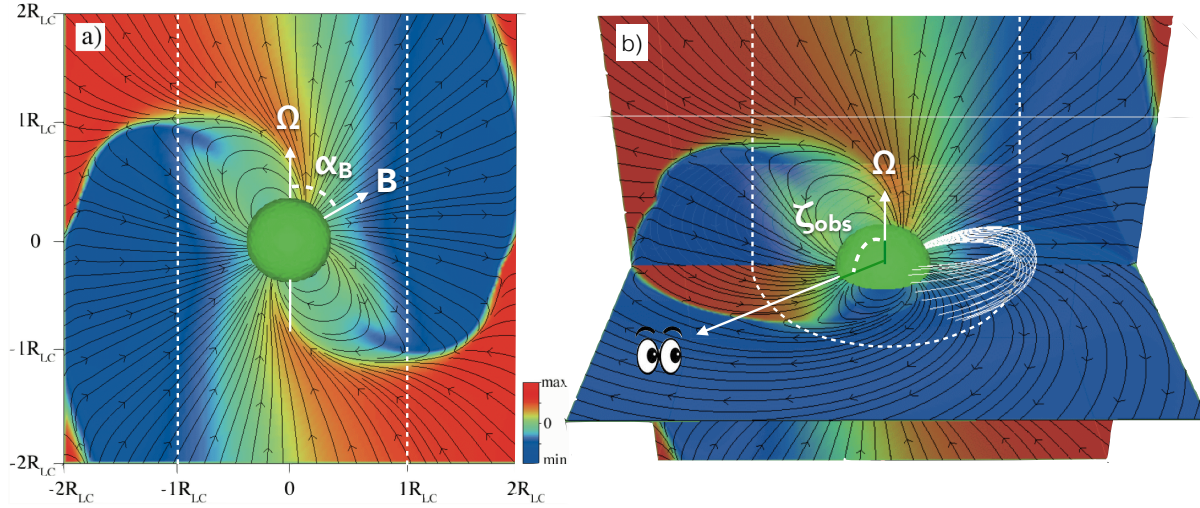 a)
2R_LC
1R_LC
0
-1R_LC
-2R_LC
Ω
α_B
B
max
0
min
-2R_LC
-1R_LC
0
1R_LC
2R_LC
b)
Ω
ζ_obs